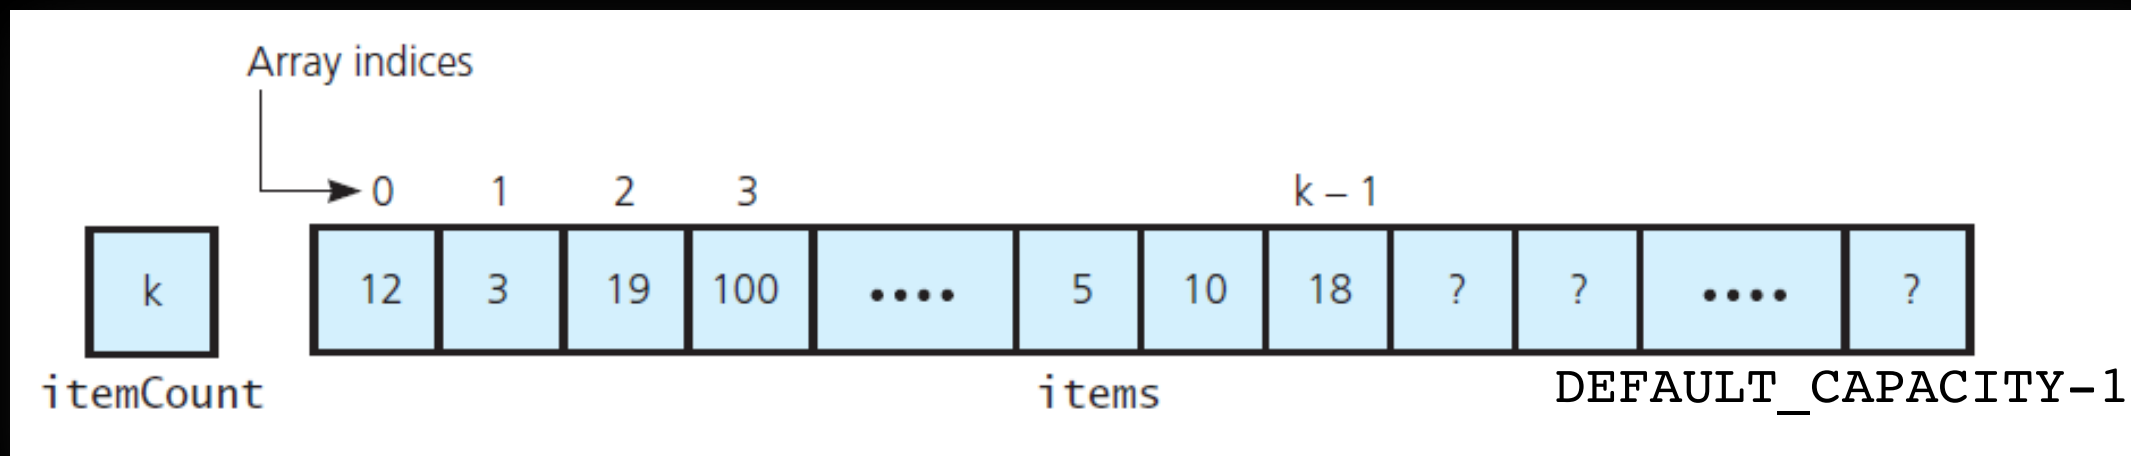 Array indices
0 1 2 3 k – 1
k 12 3 19 100 •••• 5 10 18 ? ? •••• ?
itemCount items DEFAULT_CAPACITY-1